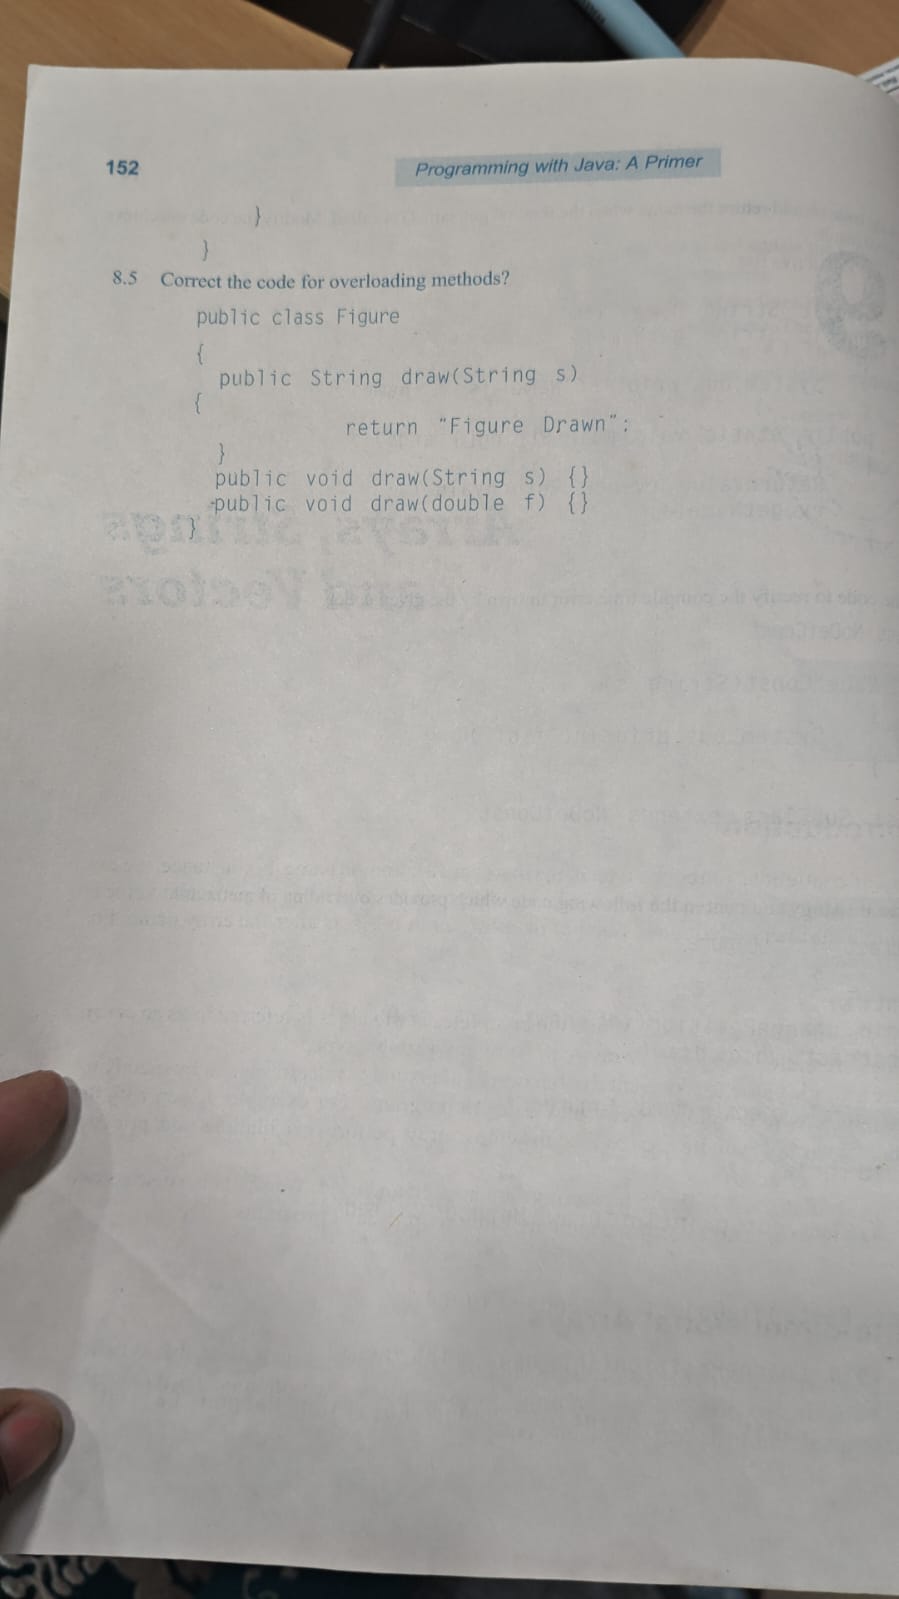 152
Programming with Java: A Primer
}
}
8.5 Correct the code for overloading methods?
public class Figure
{
public String draw(String s)
{
return "Figure Drawn";
}
public void draw(String s) {}
public void draw(double f) {}
}